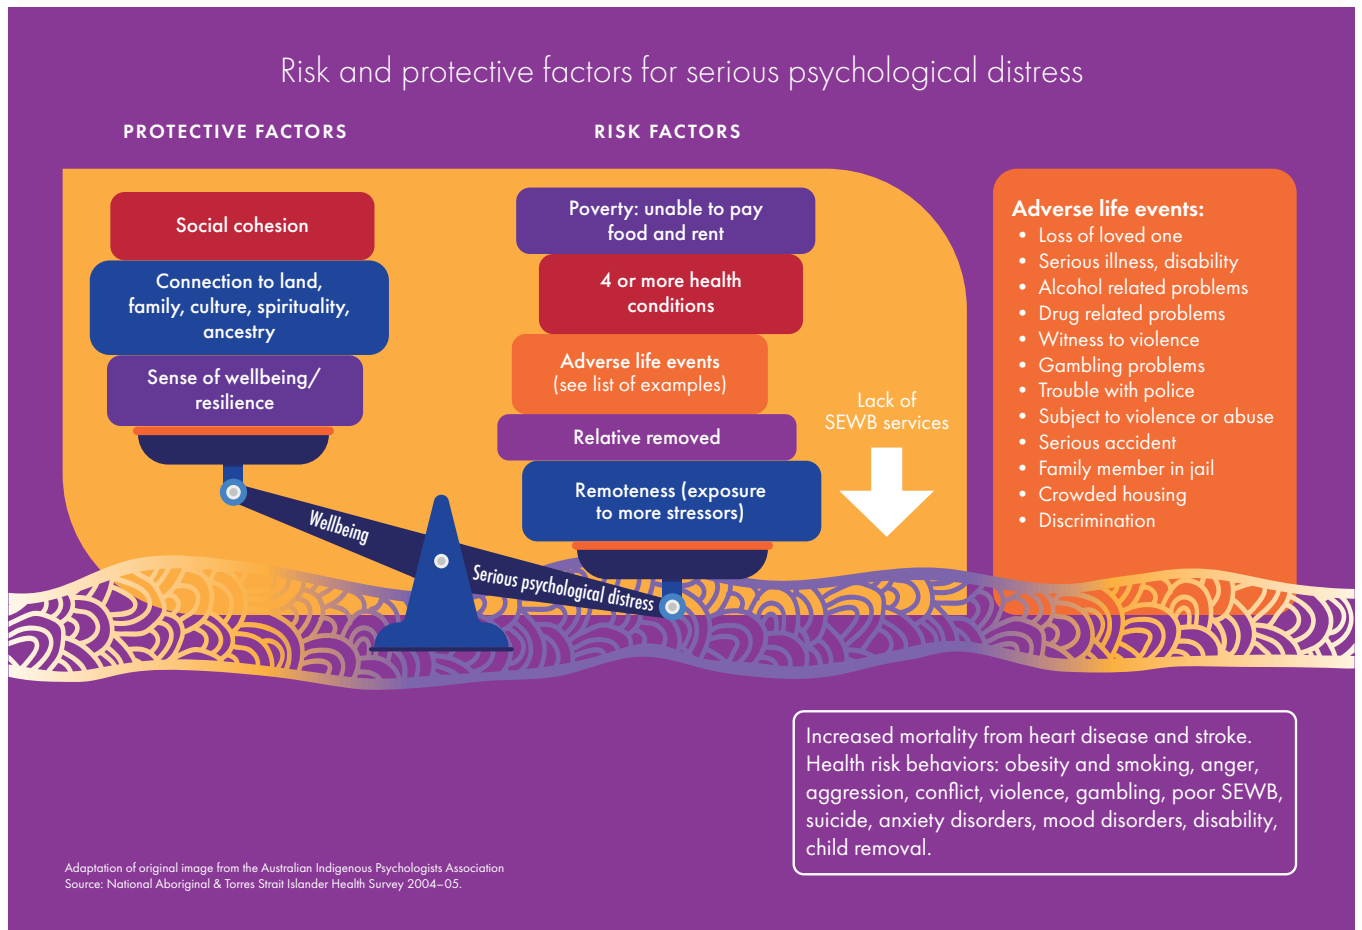 Risk and protective factors for serious psychological distress
PROTECTIVE FACTORS
Social cohesion
Connection to land,
family, culture, spirituality,
ancestry
Sense of wellbeing/
resilience
Wellbeing
RISK FACTORS
Poverty: unable to pay
food and rent
4 or more health
conditions
Adverse life events
(see list of examples)
Relative removed
Remoteness (exposure
to more stressors)
Serious psychological distress
Lack of
SEWB services
Adverse life events:
• Loss of loved one
• Serious illness, disability
• Alcohol related problems
• Drug related problems
• Witness to violence
• Gambling problems
• Trouble with police
• Subject to violence or abuse
• Serious accident
• Family member in jail
• Crowded housing
• Discrimination
Increased mortality from heart disease and stroke.
Health risk behaviors: obesity and smoking, anger,
aggression, conflict, violence, gambling, poor SEWB,
suicide, anxiety disorders, mood disorders, disability,
child removal.
Adaptation of original image from the Australian Indigenous Psychologists Association
Source: National Aboriginal & Torres Strait Islander Health Survey 2004–05.